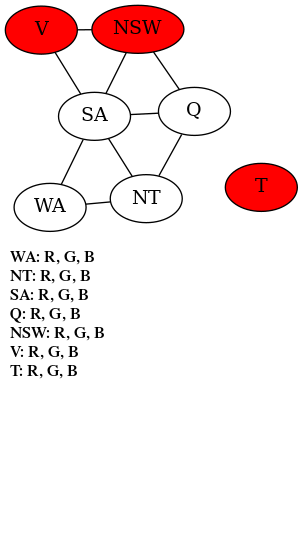 V NSW
SA Q
WA NT T
WA: R, G, B
NT: R, G, B
SA: R, G, B
Q: R, G, B
NSW: R, G, B
V: R, G, B
T: R, G, B